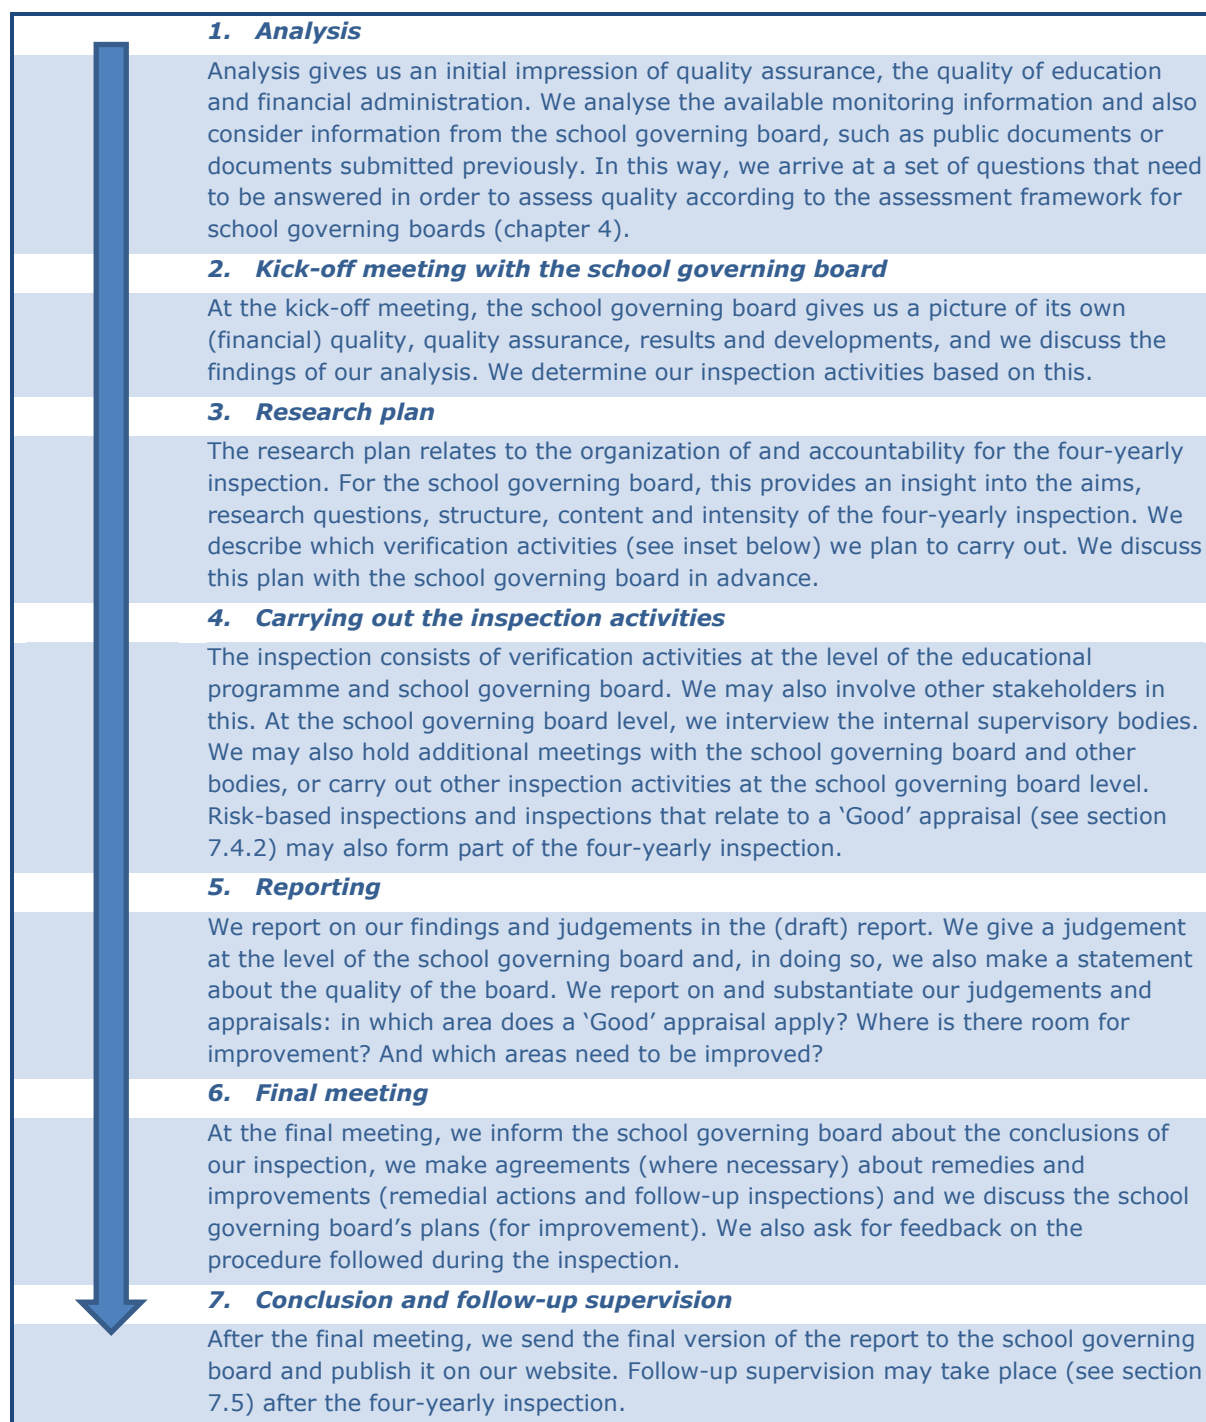 1. Analysis
Analysis gives us an initial impression of quality assurance, the quality of education
and financial administration. We analyse the available monitoring information and also
consider information from the school governing board, such as public documents or
documents submitted previously. In this way, we arrive at a set of questions that need
to be answered in order to assess quality according to the assessment framework for
school governing boards (chapter 4).
2. Kick-off meeting with the school governing board
At the kick-off meeting, the school governing board gives us a picture of its own
(financial) quality, quality assurance, results and developments, and we discuss the
findings of our analysis. We determine our inspection activities based on this.
3. Research plan
The research plan relates to the organization of and accountability for the four-yearly
inspection. For the school governing board, this provides an insight into the aims,
research questions, structure, content and intensity of the four-yearly inspection. We
describe which verification activities (see inset below) we plan to carry out. We discuss
this plan with the school governing board in advance.
4. Carrying out the inspection activities
The inspection consists of verification activities at the level of the educational
programme and school governing board. We may also involve other stakeholders in
this. At the school governing board level, we interview the internal supervisory bodies.
We may also hold additional meetings with the school governing board and other
bodies, or carry out other inspection activities at the school governing board level.
Risk-based inspections and inspections that relate to a ‘Good’ appraisal (see section
7.4.2) may also form part of the four-yearly inspection.
5. Reporting
We report on our findings and judgements in the (draft) report. We give a judgement
at the level of the school governing board and, in doing so, we also make a statement
about the quality of the board. We report on and substantiate our judgements and
appraisals: in which area does a ‘Good’ appraisal apply? Where is there room for
improvement? And which areas need to be improved?
6. Final meeting
At the final meeting, we inform the school governing board about the conclusions of
our inspection, we make agreements (where necessary) about remedies and
improvements (remedial actions and follow-up inspections) and we discuss the school
governing board’s plans (for improvement). We also ask for feedback on the
procedure followed during the inspection.
7. Conclusion and follow-up supervision
After the final meeting, we send the final version of the report to the school governing
board and publish it on our website. Follow-up supervision may take place (see section
7.5) after the four-yearly inspection.